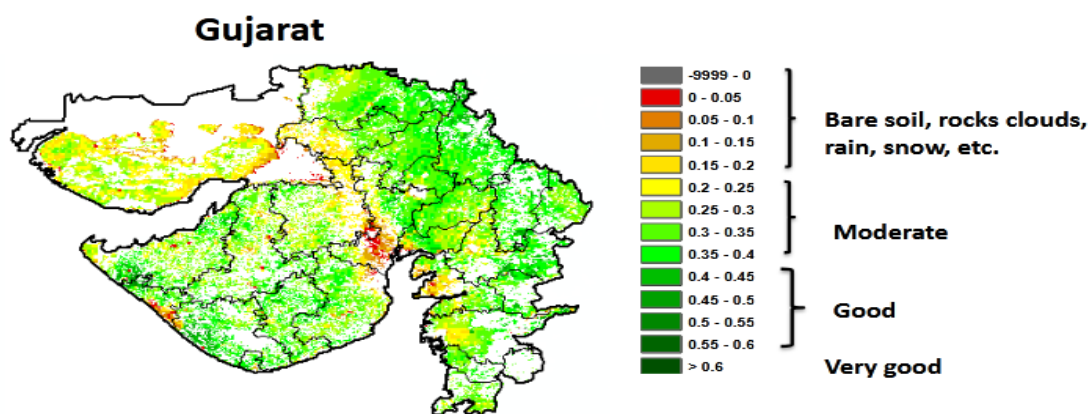 Gujarat
-9999 - 0
0 - 0.05
0.05 - 0.1
0.1 - 0.15
0.15 - 0.2
0.2 - 0.25
0.25 - 0.3
0.3 - 0.35
0.35 - 0.4
0.4 - 0.45
0.45 - 0.5
0.5 - 0.55
0.55 - 0.6
> 0.6
Bare soil, rocks clouds,
rain, snow, etc.
Moderate
Good
Very good